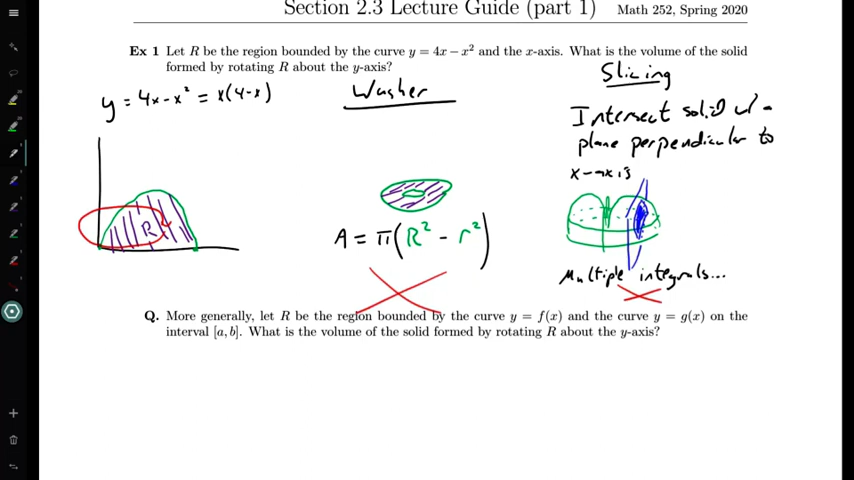 Section 2.3 Lecture Guide (part 1) Math 252, Spring 2020
Ex 1 Let R be the region bounded by the curve y = 4x − x² and the x-axis. What is the volume of the solid
formed by rotating R about the y-axis?
y = 4x-x² = x(4-x)
R
Washer
A = π(R² - r²)
Slicing
Intersect solid w/ a
plane perpendicular to
x-axis
Multiple integrals...
Q. More generally, let R be the region bounded by the curve y = f(x) and the curve y = g(x) on the
interval [a, b]. What is the volume of the solid formed by rotating R about the y-axis?